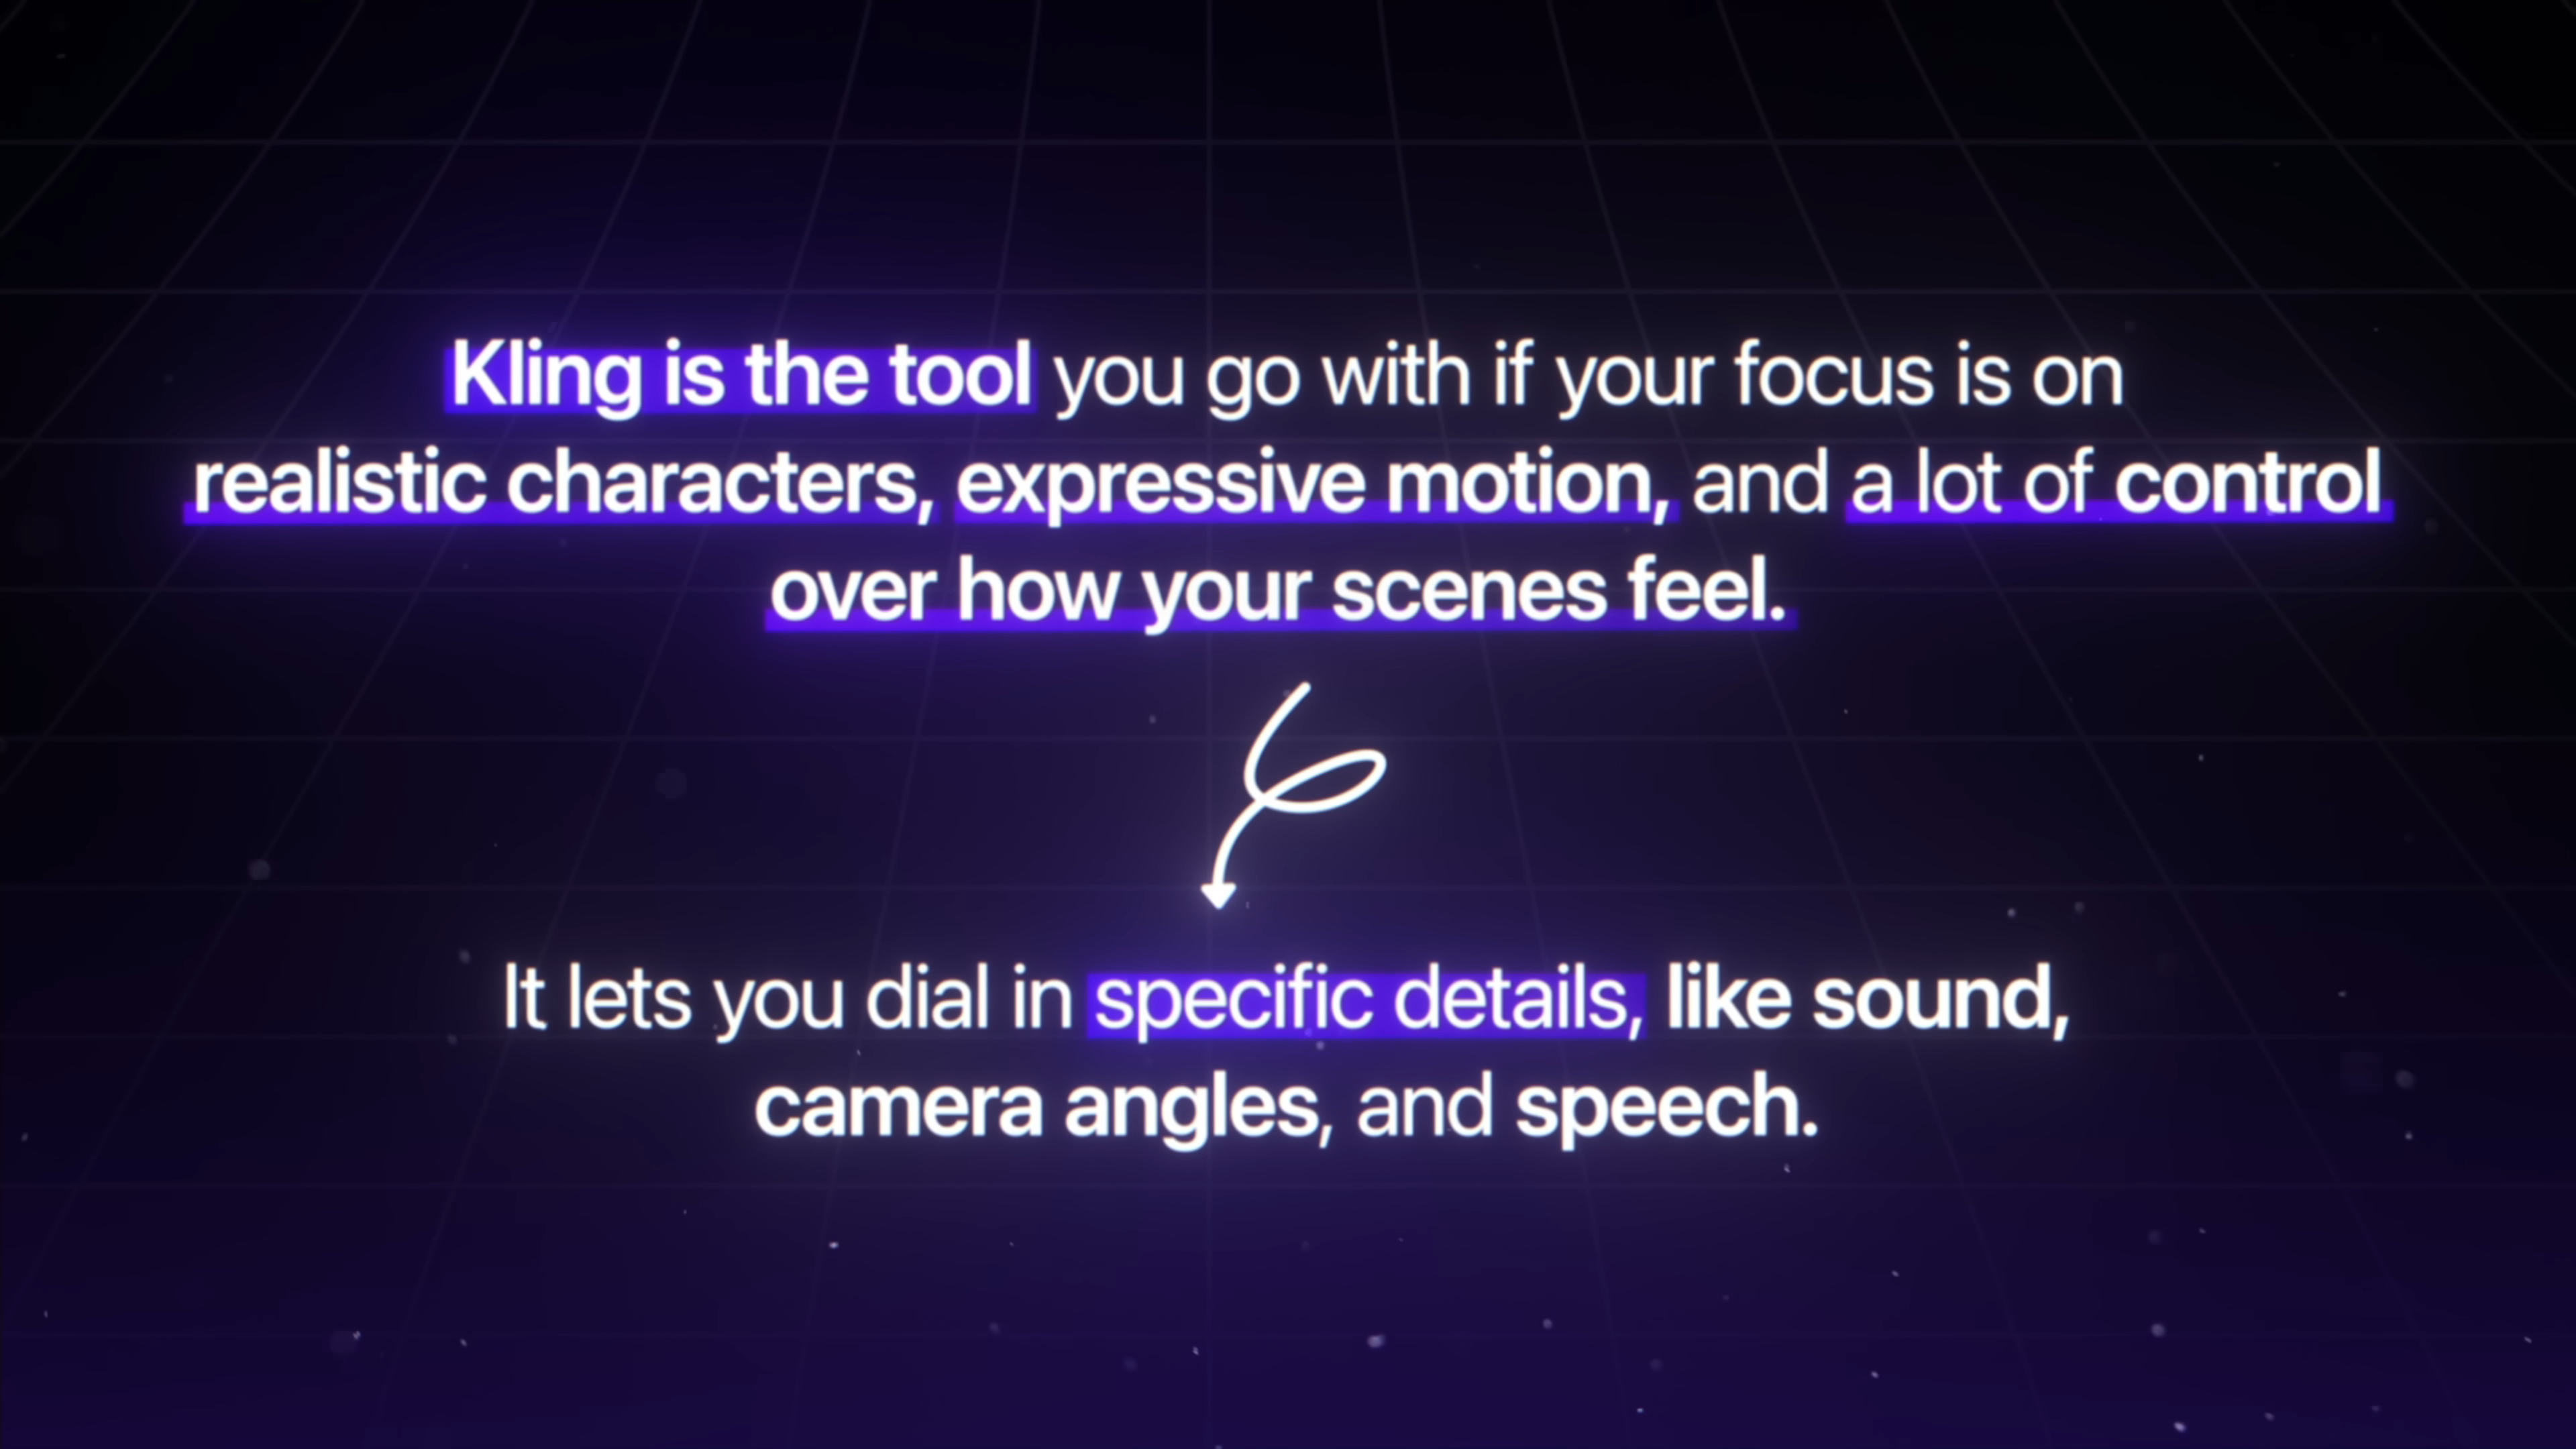 Kling is the tool you go with if your focus is on
realistic characters, expressive motion, and a lot of control
over how your scenes feel.
It lets you dial in specific details, like sound,
camera angles, and speech.